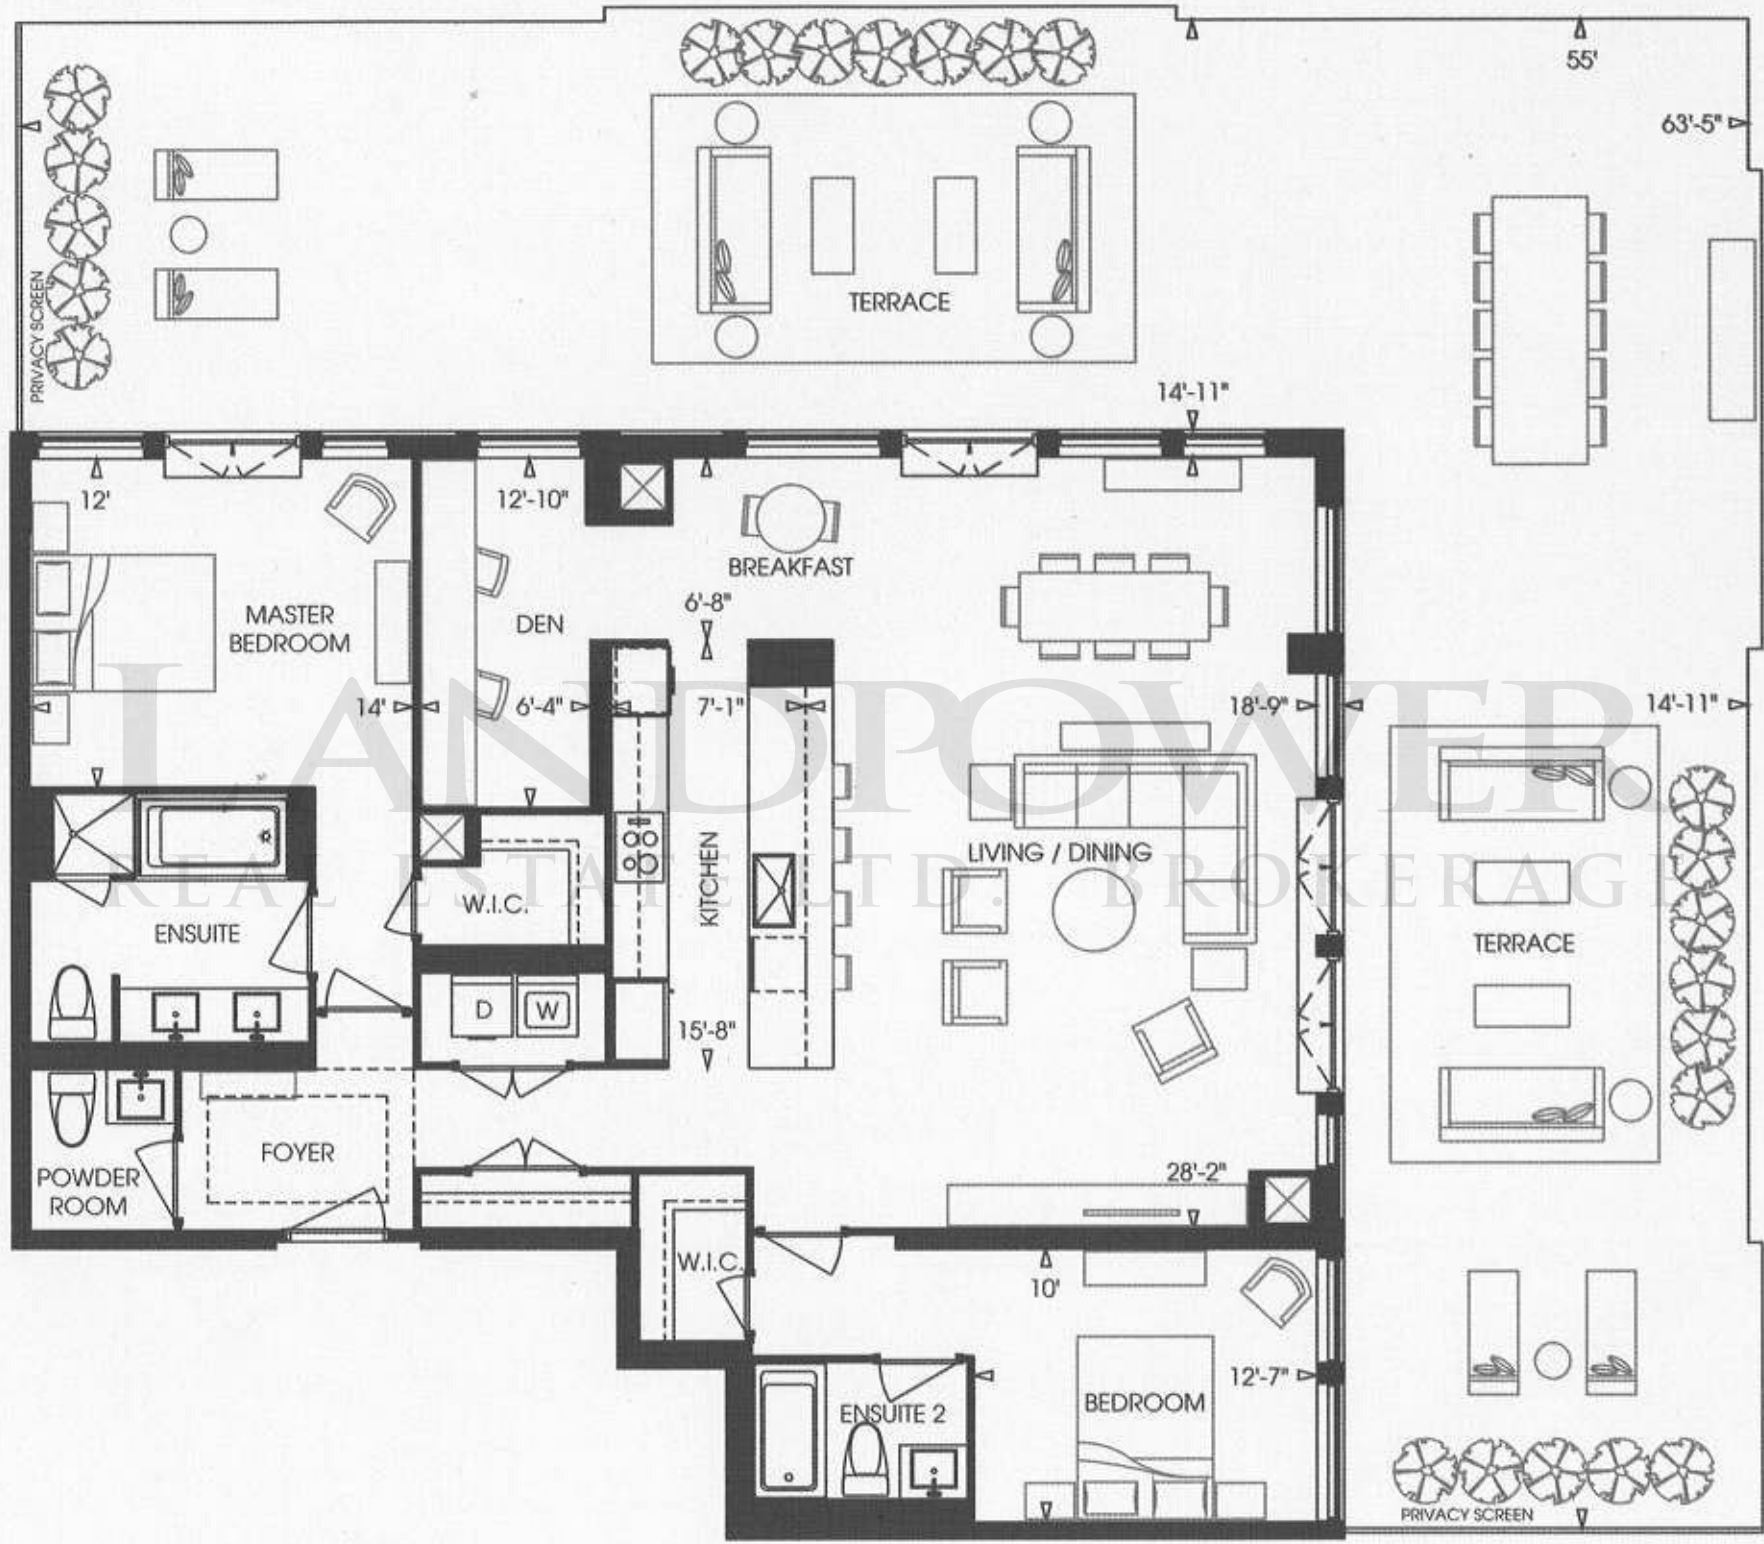 55'
63'-5"
PRIVACY SCREEN
TERRACE
14'-11"
12'
12'-10"
BREAKFAST
MASTER
BEDROOM
DEN
6'-8"
14'
6'-4"
7'-1"
18'-9"
14'-11"
LANDPOWER
REAL ESTATE LTD. BROKERAGE
KITCHEN
LIVING / DINING
W.I.C.
ENSUITE
TERRACE
D
W
15'-8"
FOYER
POWDER
ROOM
28'-2"
W.I.C.
10'
12'-7"
BEDROOM
ENSUITE 2
PRIVACY SCREEN